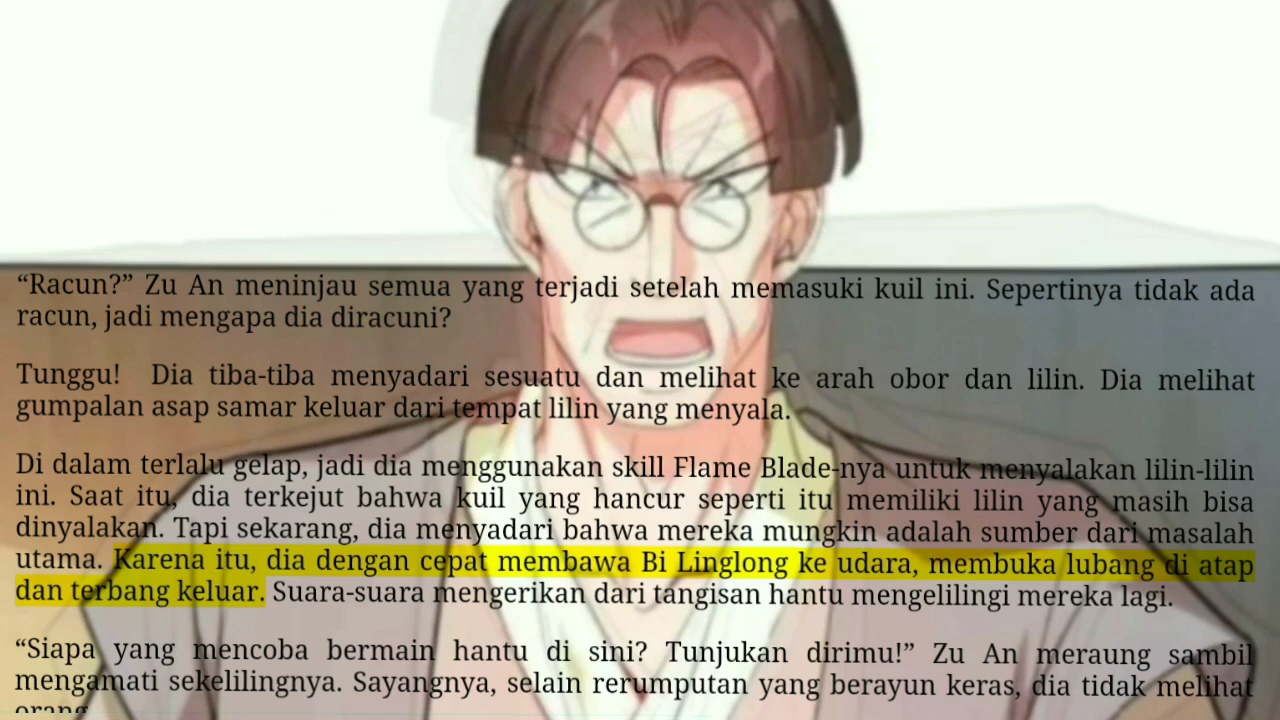 “Racun?” Zu An meninjau semua yang terjadi setelah memasuki kuil ini. Sepertinya tidak ada
racun, jadi mengapa dia diracuni?
Tunggu!  Dia tiba-tiba menyadari sesuatu dan melihat ke arah obor dan lilin. Dia melihat
gumpalan asap samar keluar dari tempat lilin yang menyala.
Di dalam terlalu gelap, jadi dia menggunakan skill Flame Blade-nya untuk menyalakan lilin-lilin
ini. Saat itu, dia terkejut bahwa kuil yang hancur seperti itu memiliki lilin yang masih bisa
dinyalakan. Tapi sekarang, dia menyadari bahwa mereka mungkin adalah sumber dari masalah
utama. Karena itu, dia dengan cepat membawa Bi Linglong ke udara, membuka lubang di atap
dan terbang keluar. Suara-suara mengerikan dari tangisan hantu mengelilingi mereka lagi.
“Siapa yang mencoba bermain hantu di sini? Tunjukan dirimu!” Zu An meraung sambil
mengamati sekelilingnya. Sayangnya, selain rerumputan yang berayun keras, dia tidak melihat
orang